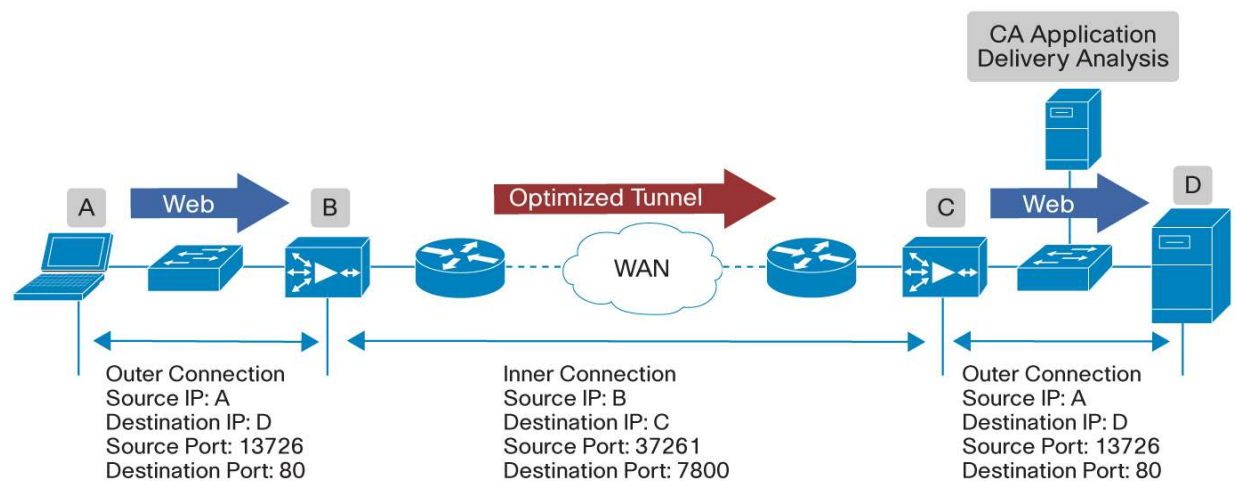 CA Application
Delivery Analysis
A
Web
B
Optimized Tunnel
C
Web
D
WAN
Outer Connection
Source IP: A
Destination IP: D
Source Port: 13726
Destination Port: 80
Inner Connection
Source IP: B
Destination IP: C
Source Port: 37261
Destination Port: 7800
Outer Connection
Source IP: A
Destination IP: D
Source Port: 13726
Destination Port: 80